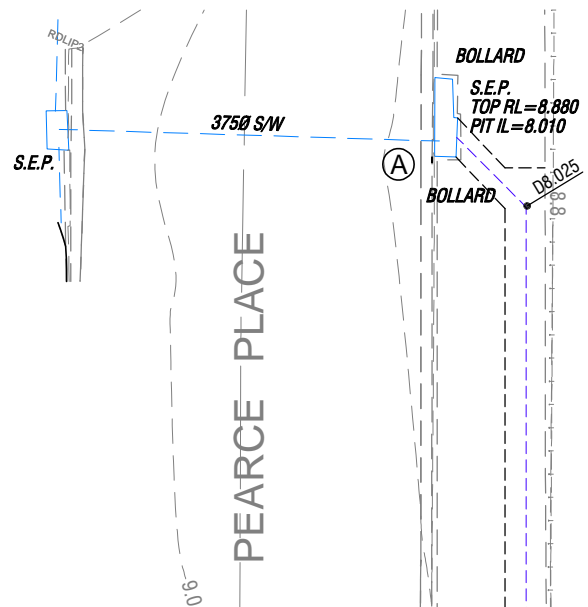 RDLIP2
BOLLARD
S.E.P.
TOP RL=8.880
PIT IL=8.010
375Ø S/W
S.E.P.
A
BOLLARD
D8.025
8.8
PEARCE PLACE
9.0